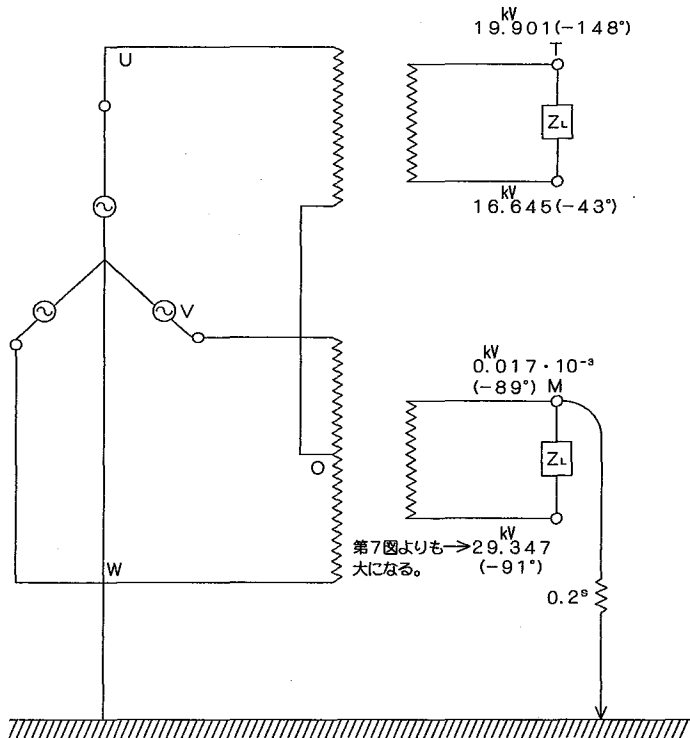 kV
19.901(−148°)
T
U
ZL
kV
16.645(−43°)
V
kV
0.017・10⁻³
(−89°) M
O
ZL
kV
第7図よりも→29.347
大になる。 (−91°)
W
0.2ˢ